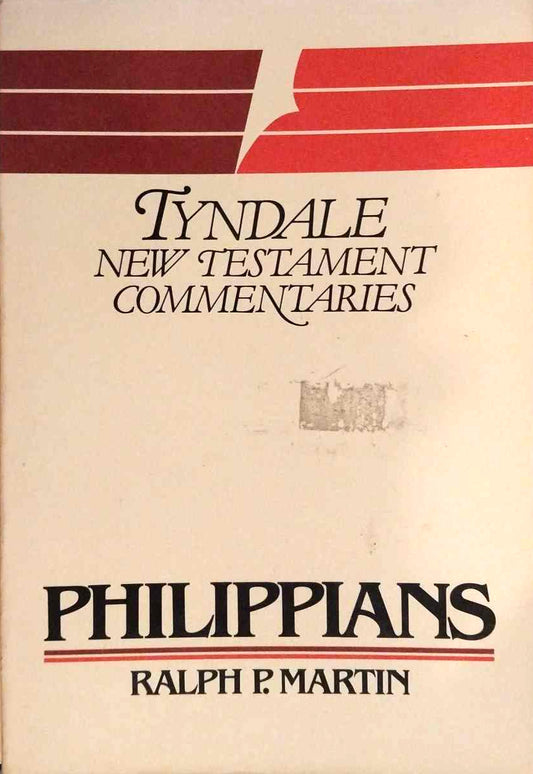 TYNDALE
NEW TESTAMENT
COMMENTARIES
PHILIPPIANS
RALPH P. MARTIN